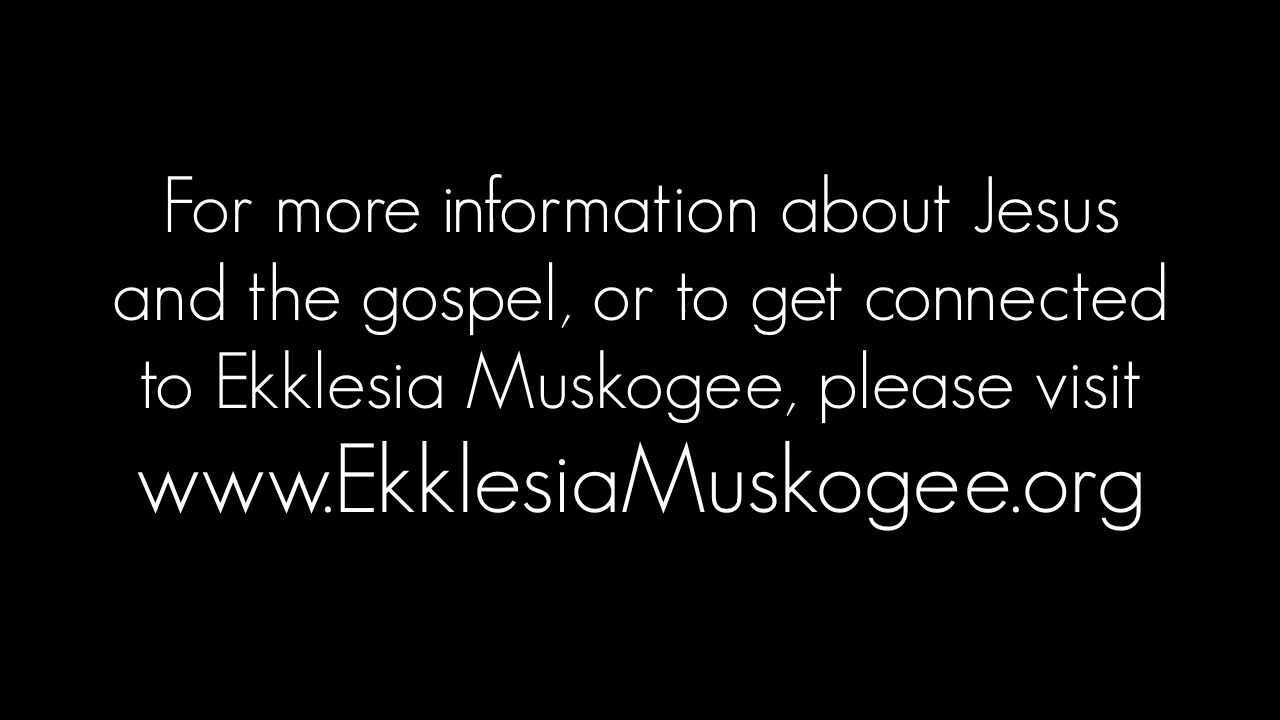 For more information about Jesus
and the gospel, or to get connected
to Ekklesia Muskogee, please visit
www.EkklesiaMuskogee.org